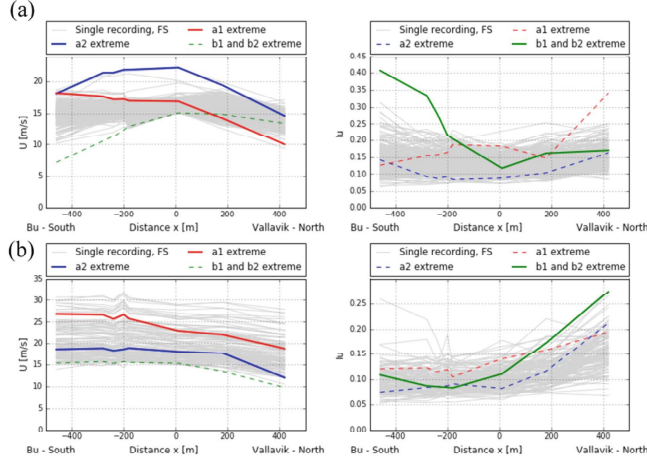 (a)
Single recording, FS
a1 extreme
a2 extreme
b1 and b2 extreme
U [m/s]
20
15
10
5
0
−400
−200
0
200
400
Bu - South
Distance x [m]
Vallavik - North
Single recording, FS
a1 extreme
a2 extreme
b1 and b2 extreme
Iu
0.45
0.40
0.35
0.30
0.25
0.20
0.15
0.10
0.05
0.00
−400
−200
0
200
400
Bu - South
Distance x [m]
Vallavik - North
(b)
Single recording, FS
a1 extreme
a2 extreme
b1 and b2 extreme
U [m/s]
35
30
25
20
15
10
5
0
−400
−200
0
200
400
Bu - South
Distance x [m]
Vallavik - North
Single recording, FS
a1 extreme
a2 extreme
b1 and b2 extreme
Iu
0.25
0.20
0.15
0.10
0.05
0.00
−400
−200
0
200
400
Bu - South
Distance x [m]
Vallavik - North